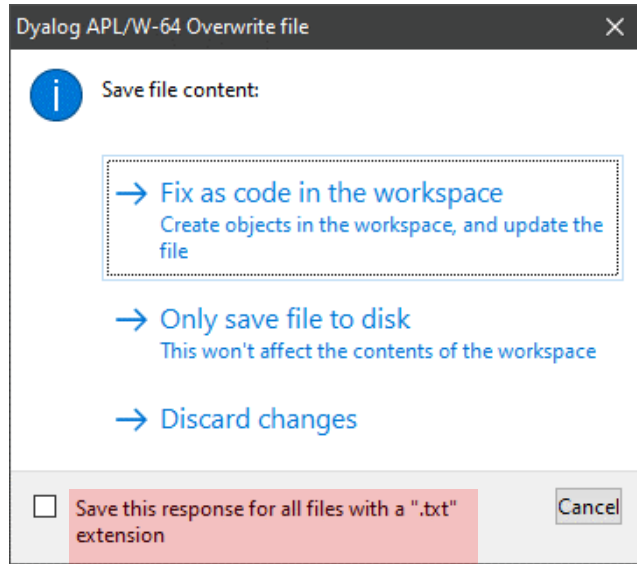 Dyalog APL/W-64 Overwrite file
Save file content:
Fix as code in the workspace
Create objects in the workspace, and update the
file
Only save file to disk
This won't affect the contents of the workspace
Discard changes
Save this response for all files with a ".txt"
extension
Cancel